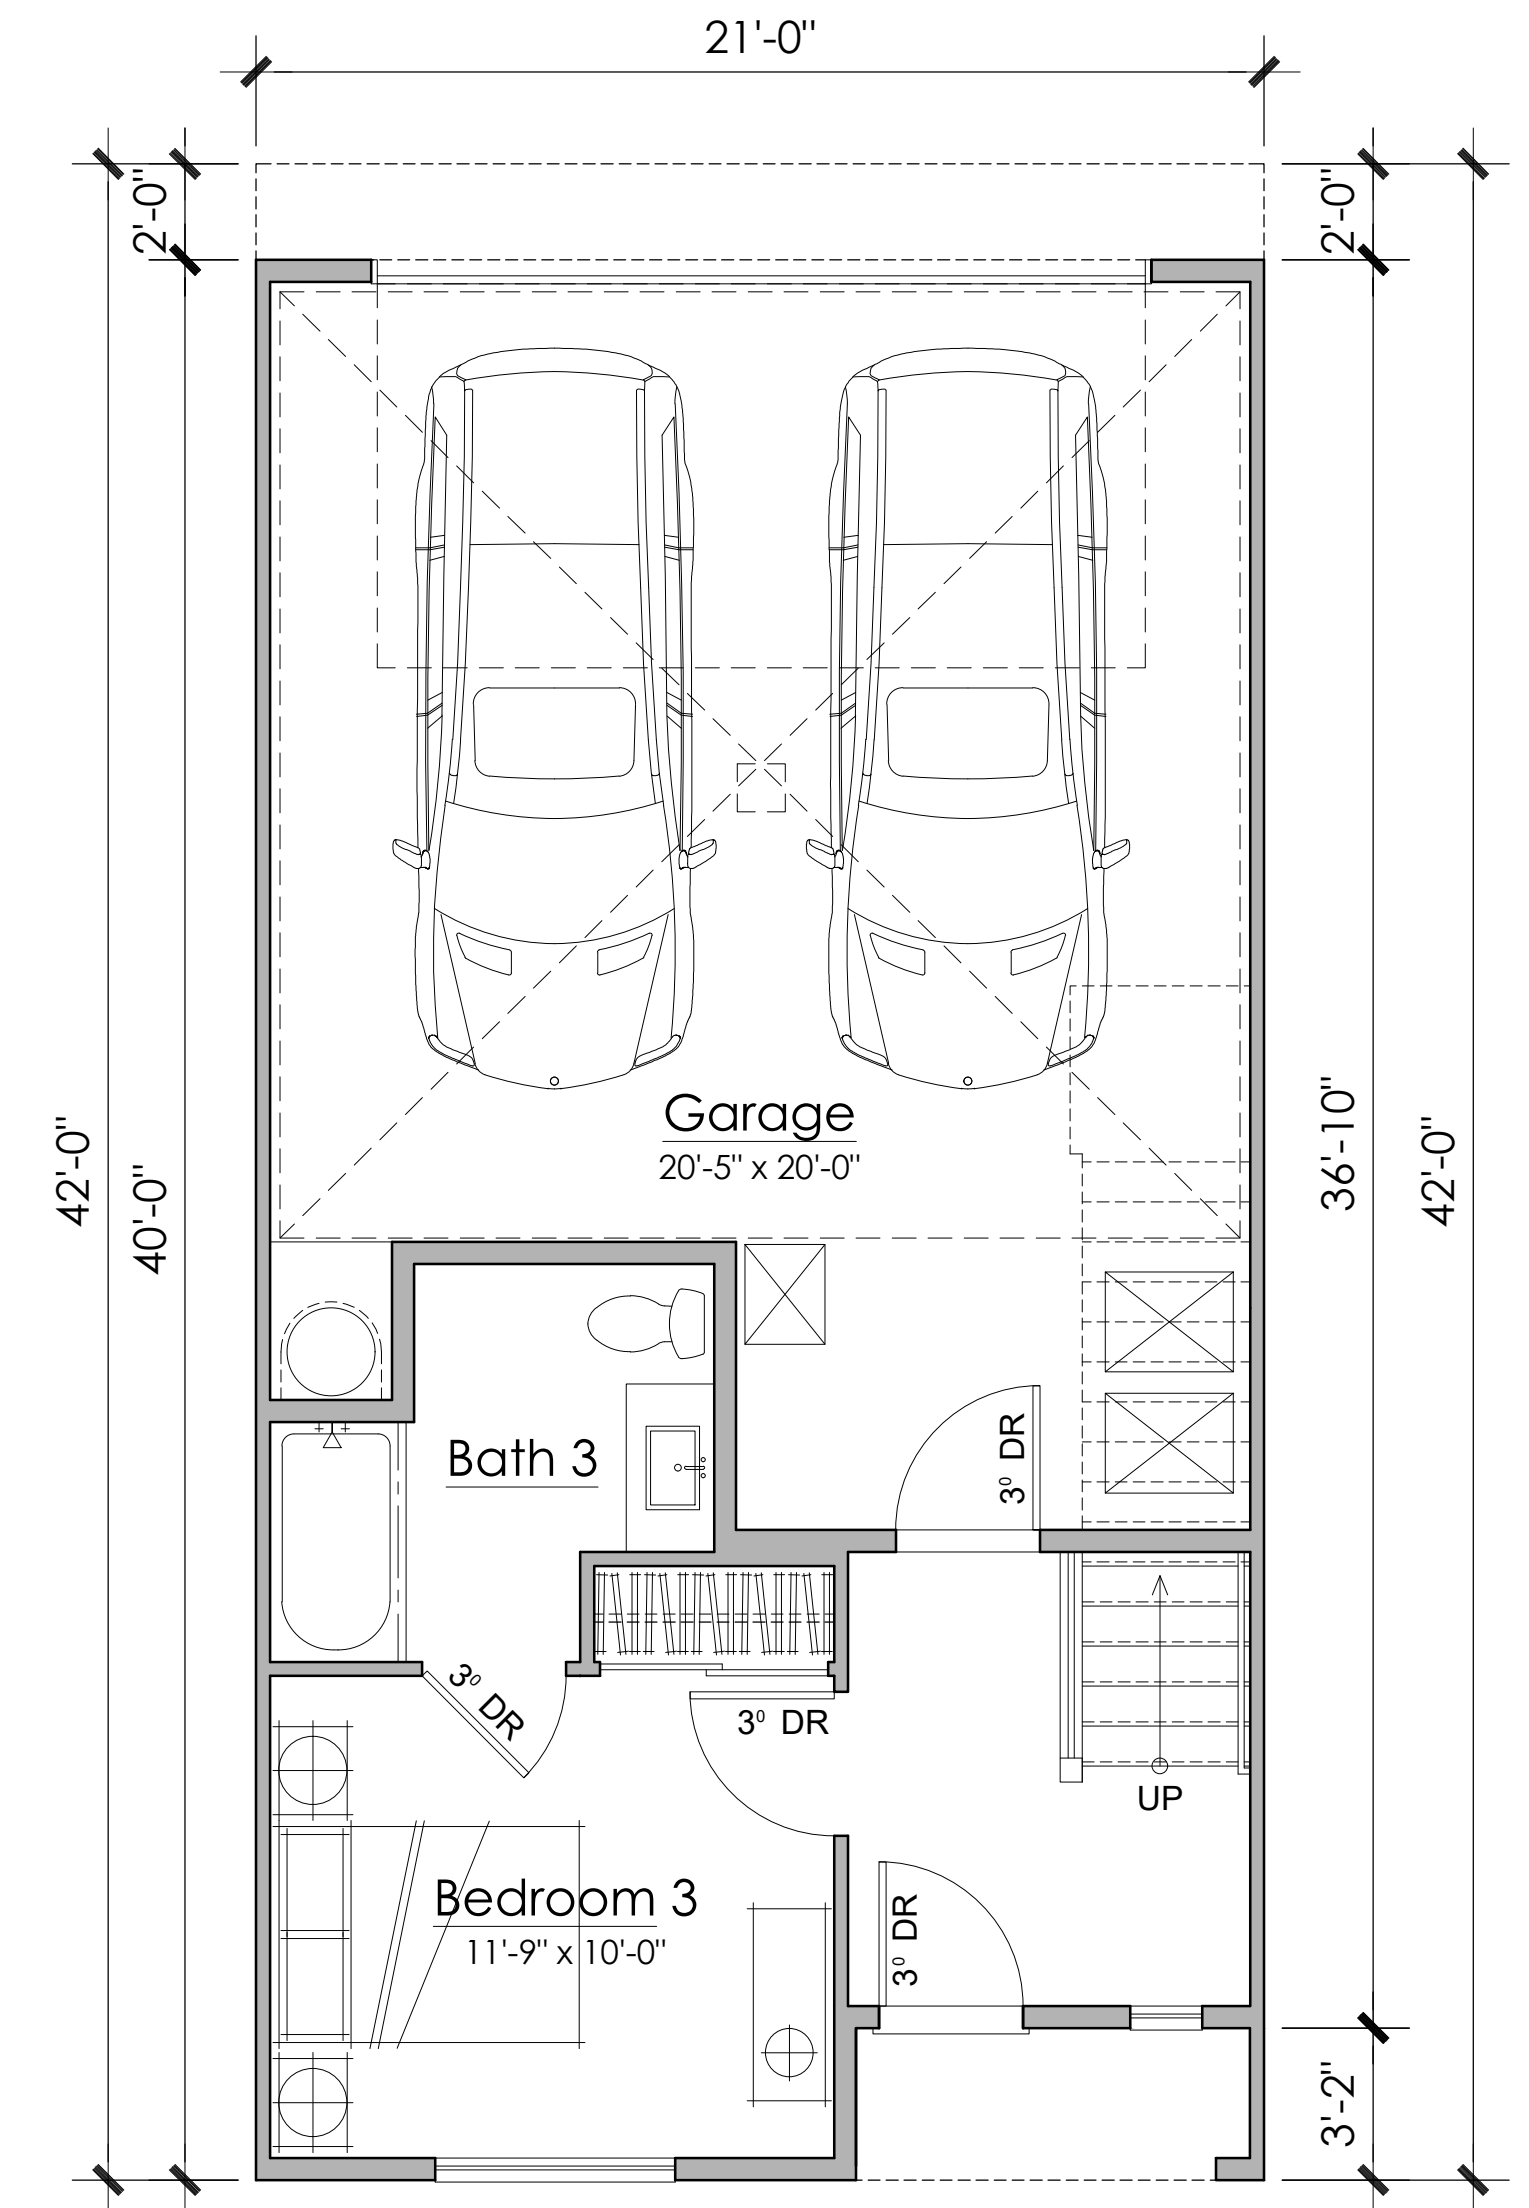 21'-0"
2'-0"
2'-0"
42'-0"
40'-0"
36'-10"
42'-0"
Garage
20'-5" x 20'-0"
3⁰ DR
Bath 3
3⁰ DR
3⁰ DR
UP
Bedroom 3
11'-9" x 10'-0"
3⁰ DR
3'-2"